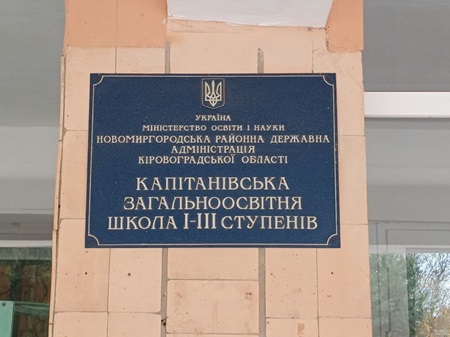 УКРАЇНА
МІНІСТЕРСТВО ОСВІТИ І НАУКИ
НОВОМИРГОРОДСЬКА РАЙОННА ДЕРЖАВНА
АДМІНІСТРАЦІЯ
КІРОВОГРАДСЬКОЇ ОБЛАСТІ
КАПІТАНІВСЬКА
ЗАГАЛЬНООСВІТНЯ
ШКОЛА І-ІІІ СТУПЕНІВ